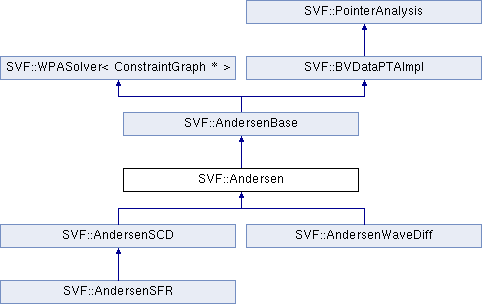 SVF::PointerAnalysis
SVF::WPASolver< ConstraintGraph * >
SVF::BVDataPTAImpl
SVF::AndersenBase
SVF::Andersen
SVF::AndersenSCD
SVF::AndersenWaveDiff
SVF::AndersenSFR